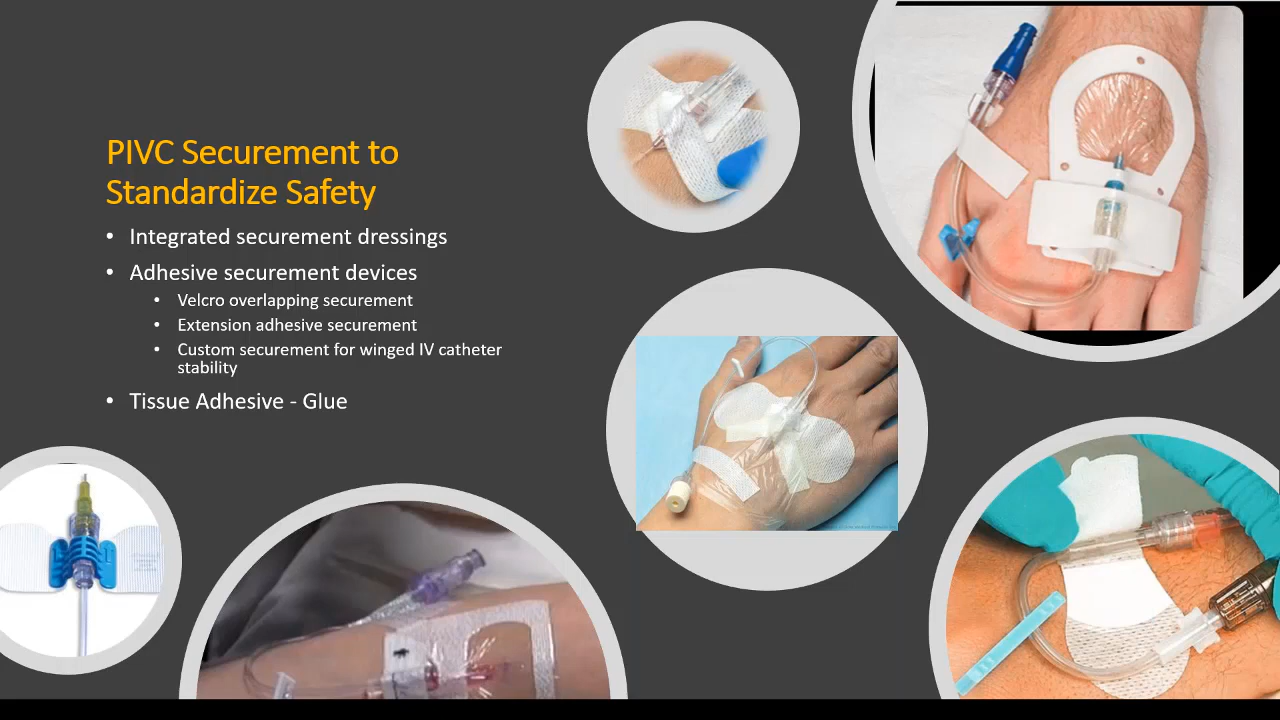 PIVC Securement to
Standardize Safety
• Integrated securement dressings
• Adhesive securement devices
• Velcro overlapping securement
• Extension adhesive securement
• Custom securement for winged IV catheter
stability
• Tissue Adhesive - Glue